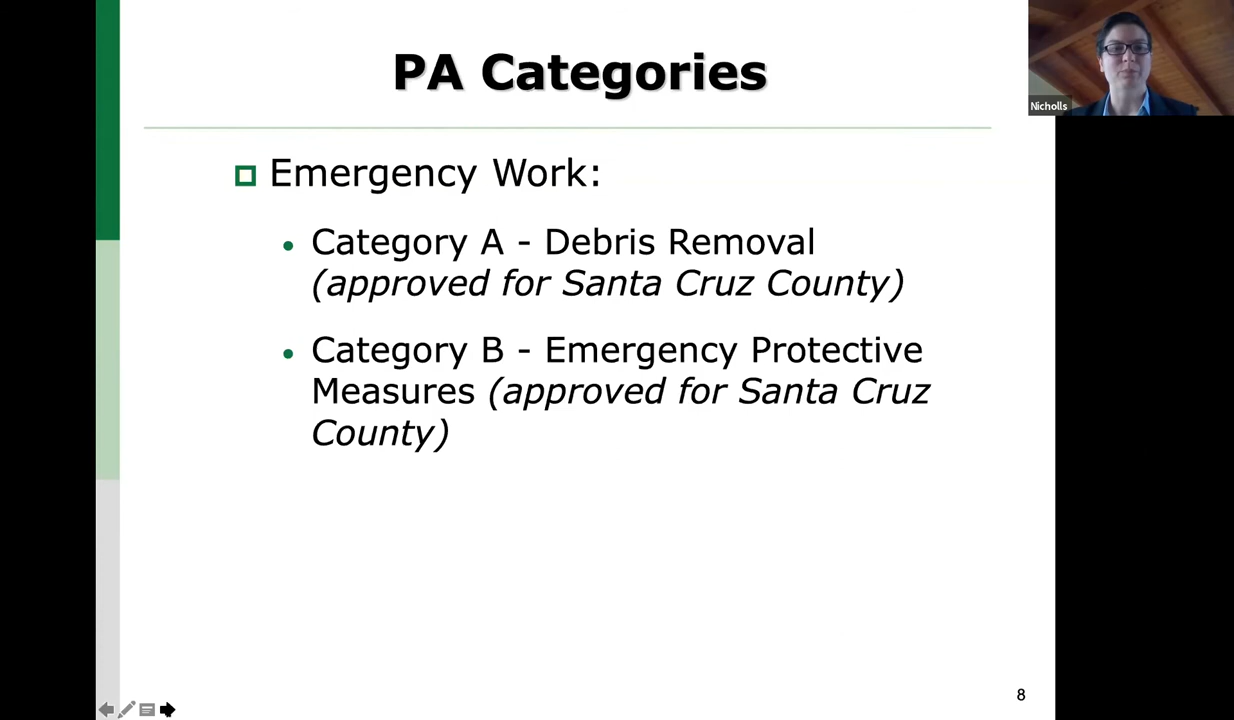 PA Categories
Nicholls
Emergency Work:
Category A - Debris Removal
(approved for Santa Cruz County)
Category B - Emergency Protective
Measures (approved for Santa Cruz
County)
8